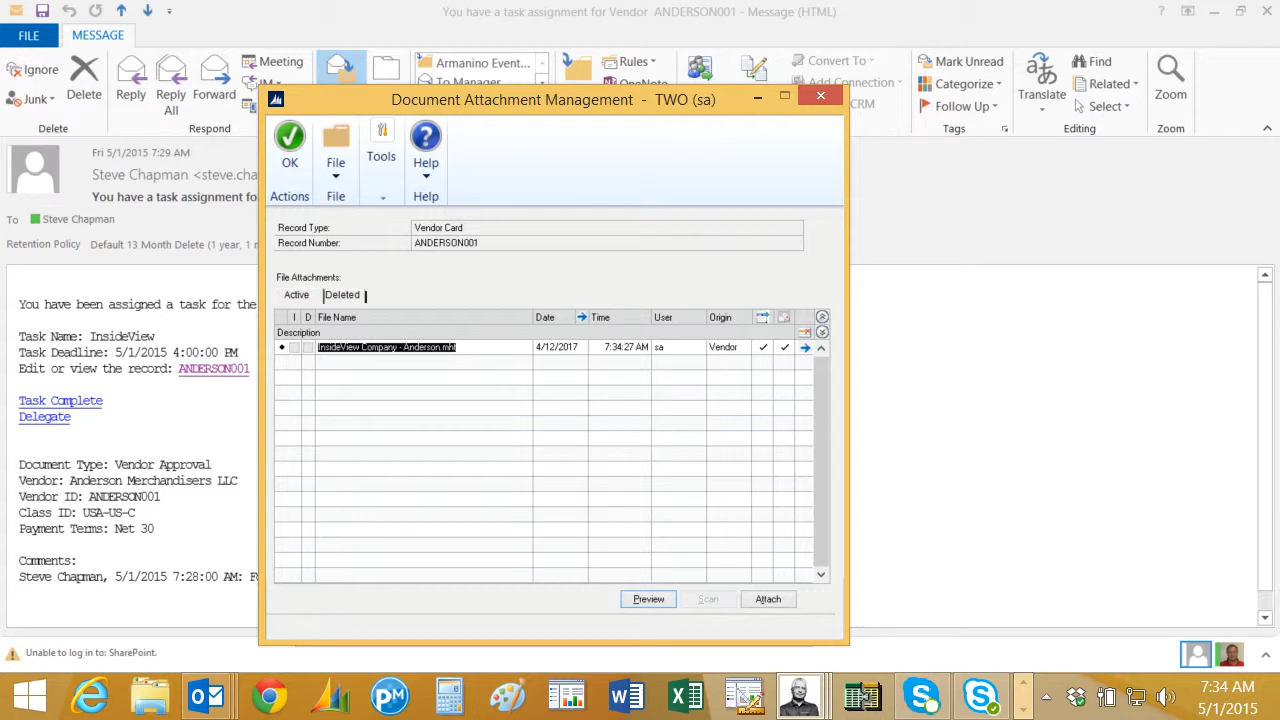 You have a task assignment for Vendor ANDERSON001 - Message (HTML)
FILE
MESSAGE
Ignore
Junk
Delete
Delete
Reply
Reply All
Forward
Meeting
IM
Respond
Armanino Event...
To Manager
Rules
OneNote
Convert To
Add Connection
CRM
Mark Unread
Categorize
Follow Up
Tags
Translate
Find
Related
Select
Editing
Zoom
Zoom
Fri 5/1/2015 7:29 AM
Steve Chapman <steve.cha
You have a task assignment fo
To Steve Chapman
Retention Policy Default 13 Month Delete (1 year, 1
You have been assigned a task for the
Task Name: InsideView
Task Deadline: 5/1/2015 4:00:00 PM
Edit or view the record: ANDERSON001
Task Complete
Delegate
Document Type: Vendor Approval
Vendor: Anderson Merchandisers LLC
Vendor ID: ANDERSON001
Class ID: USA-US-C
Payment Terms: Net 30
Comments:
Steve Chapman, 5/1/2015 7:28:00 AM:
Document Attachment Management - TWO (sa)
OK
File
Tools
Help
Actions
File
Help
Record Type: Vendor Card
Record Number: ANDERSON001
File Attachments:
Active Deleted
I D File Name Date Time User Origin
Description
InsideView Company - Anderson.mht 4/12/2017 7:34:27 AM sa Vendor
Preview Scan Attach
Unable to log in to: SharePoint.
7:34 AM
5/1/2015